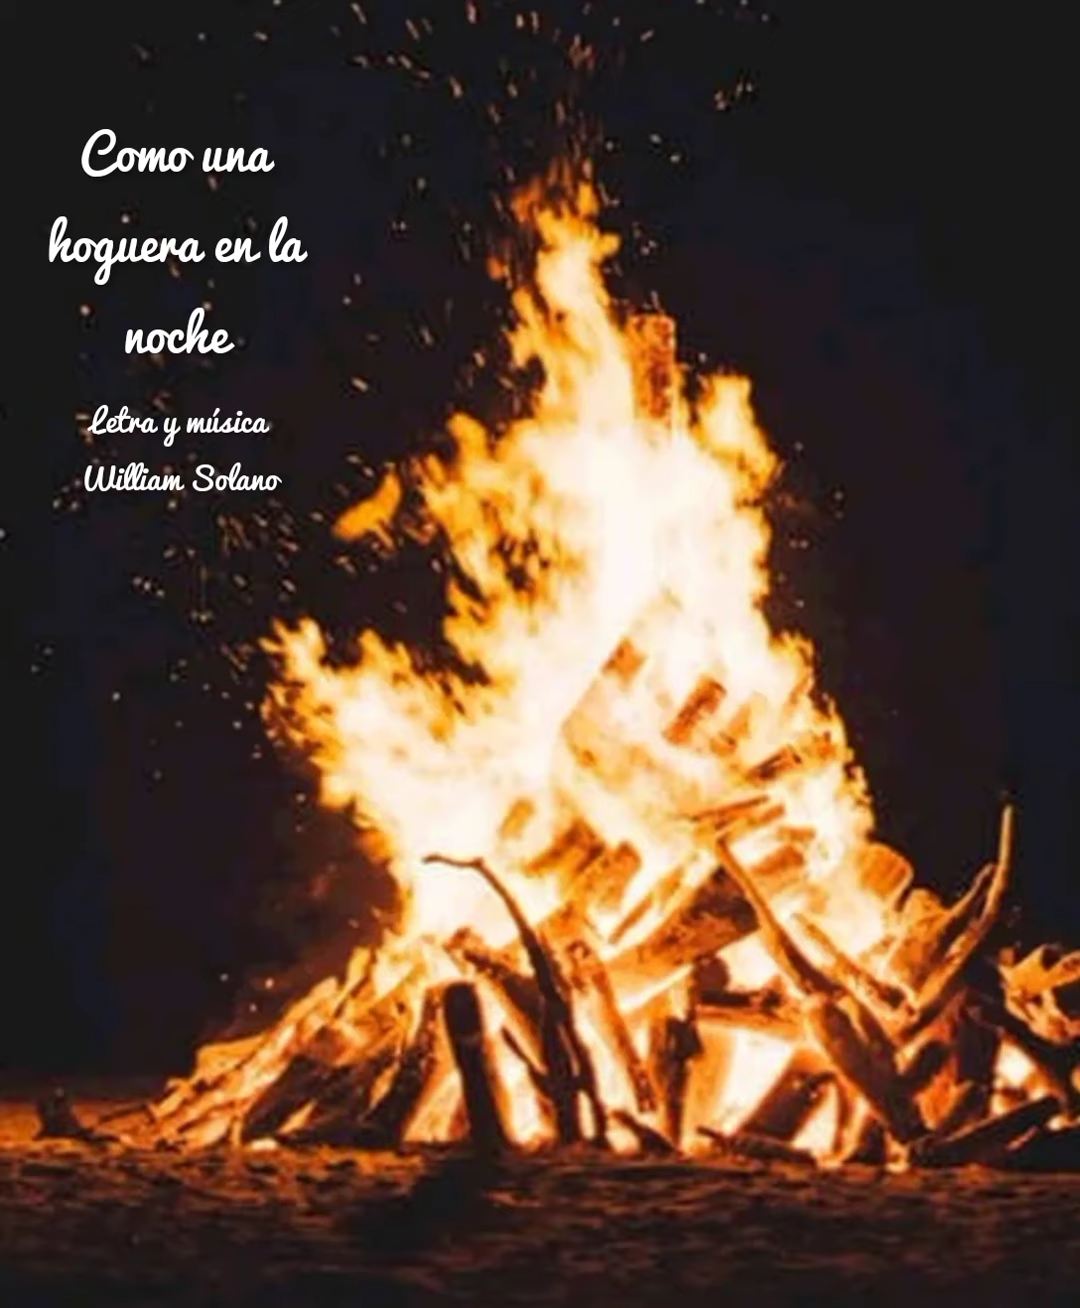 Como una
hoguera en la
noche
Letra y música
William Solano